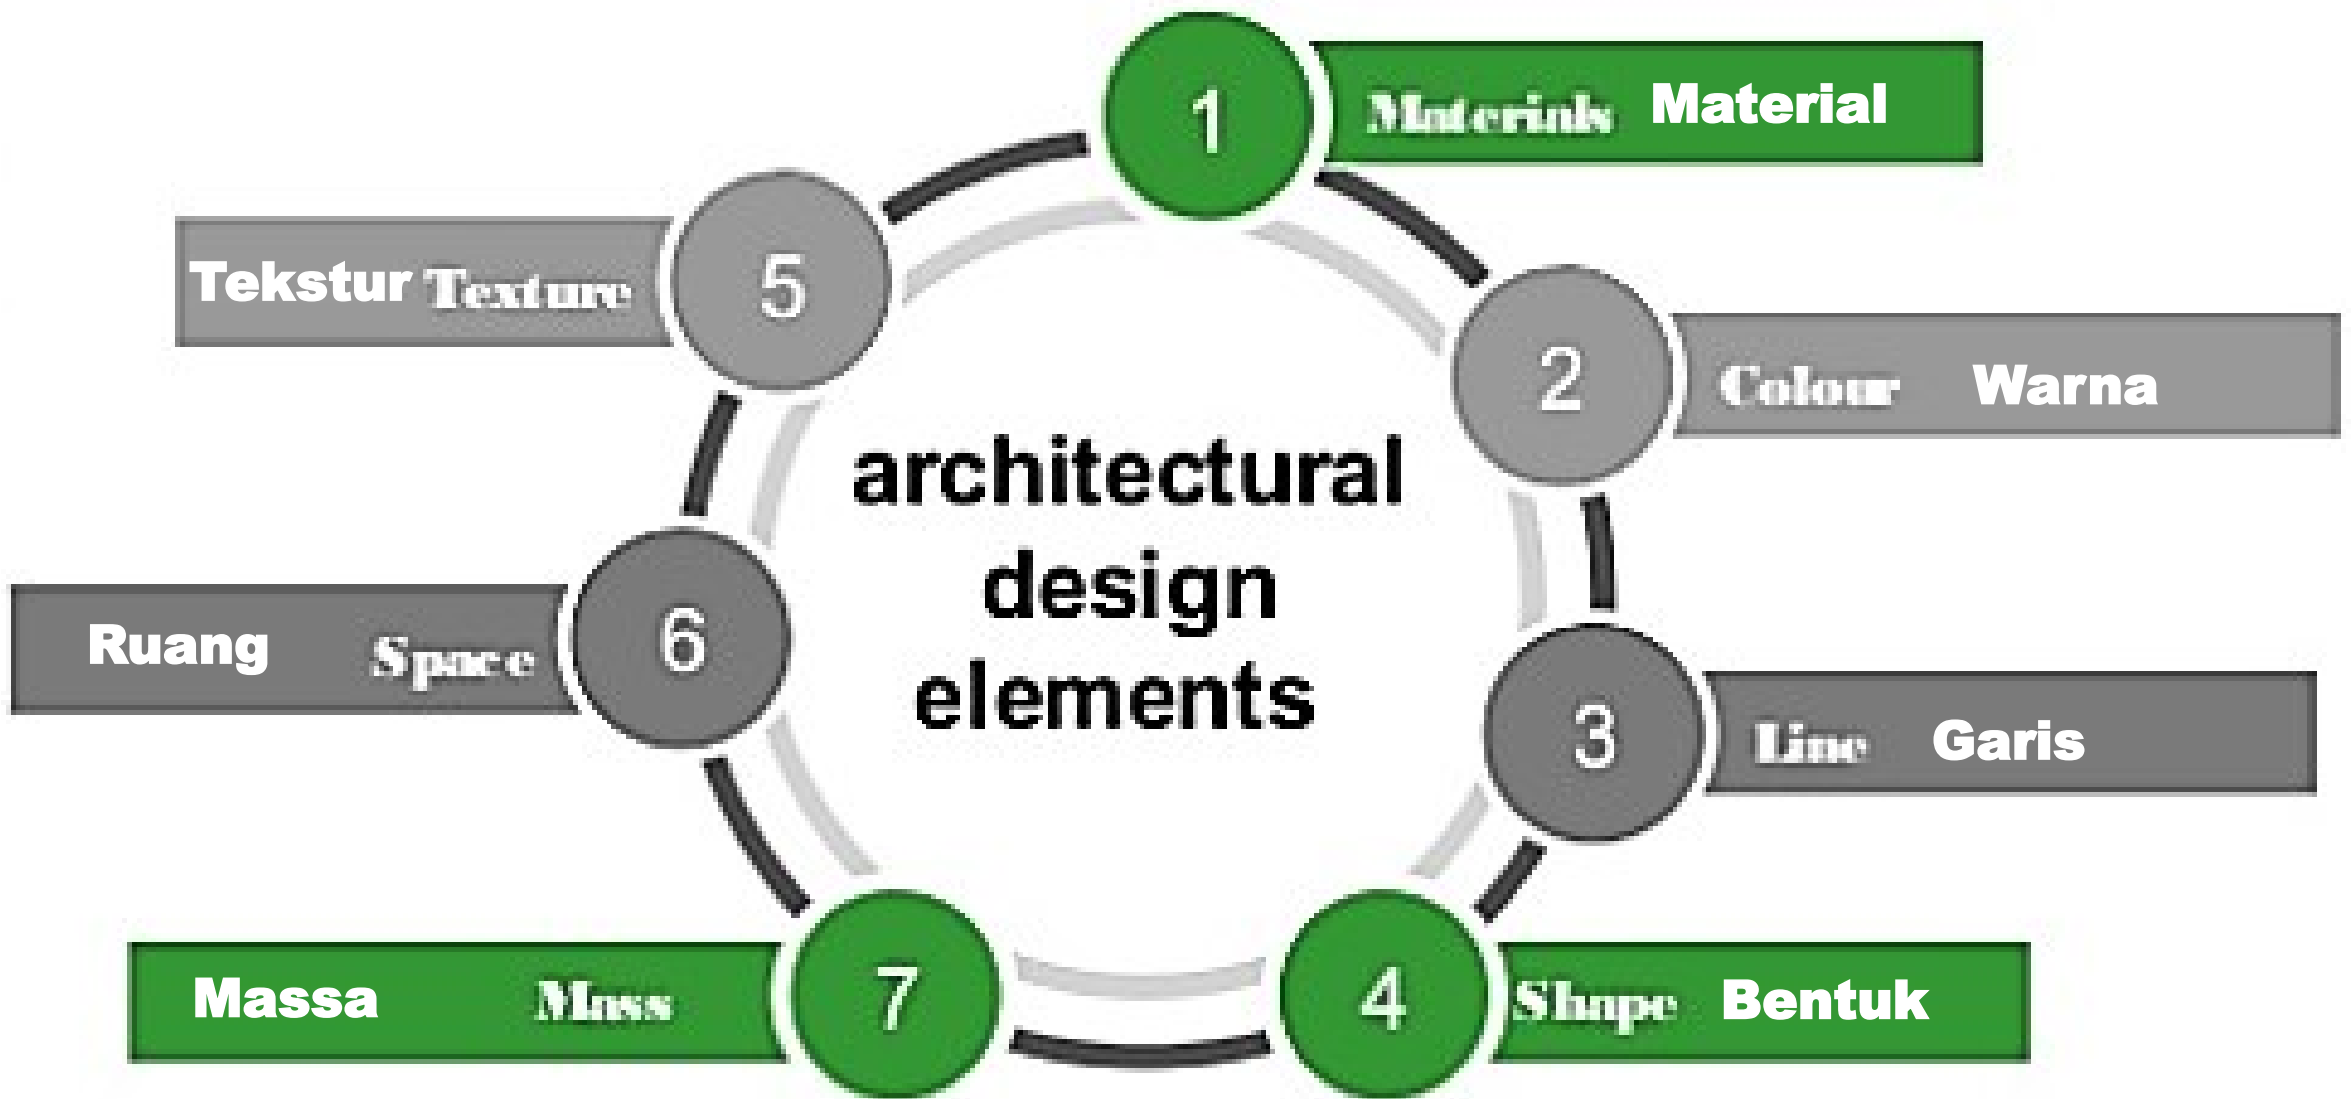 1 Materials Material
2 Colour Warna
3 Line Garis
4 Shape Bentuk
Tekstur Texture 5
Ruang Space 6
Massa Mass 7
architectural
design
elements